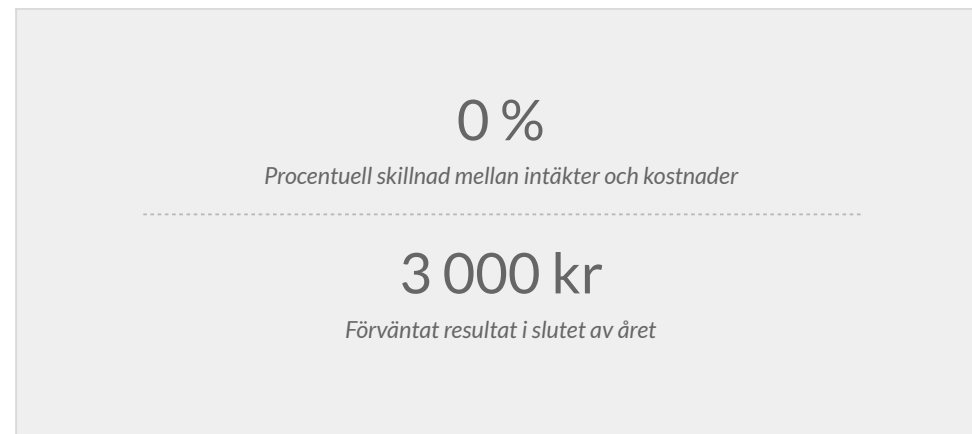 0 %
Procentuell skillnad mellan intäkter och kostnader
3 000 kr
Förväntat resultat i slutet av året